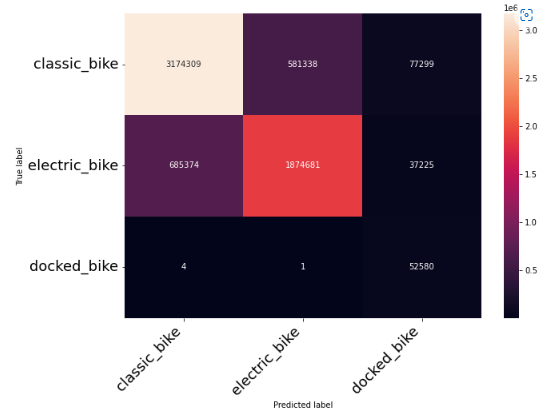 1e6
classic_bike 3174309 581338 77299
3.0
2.5
electric_bike 685374 1874681 37225
2.0
1.5
True label
1.0
docked_bike 4 1 52580
0.5
classic_bike electric_bike docked_bike
Predicted label